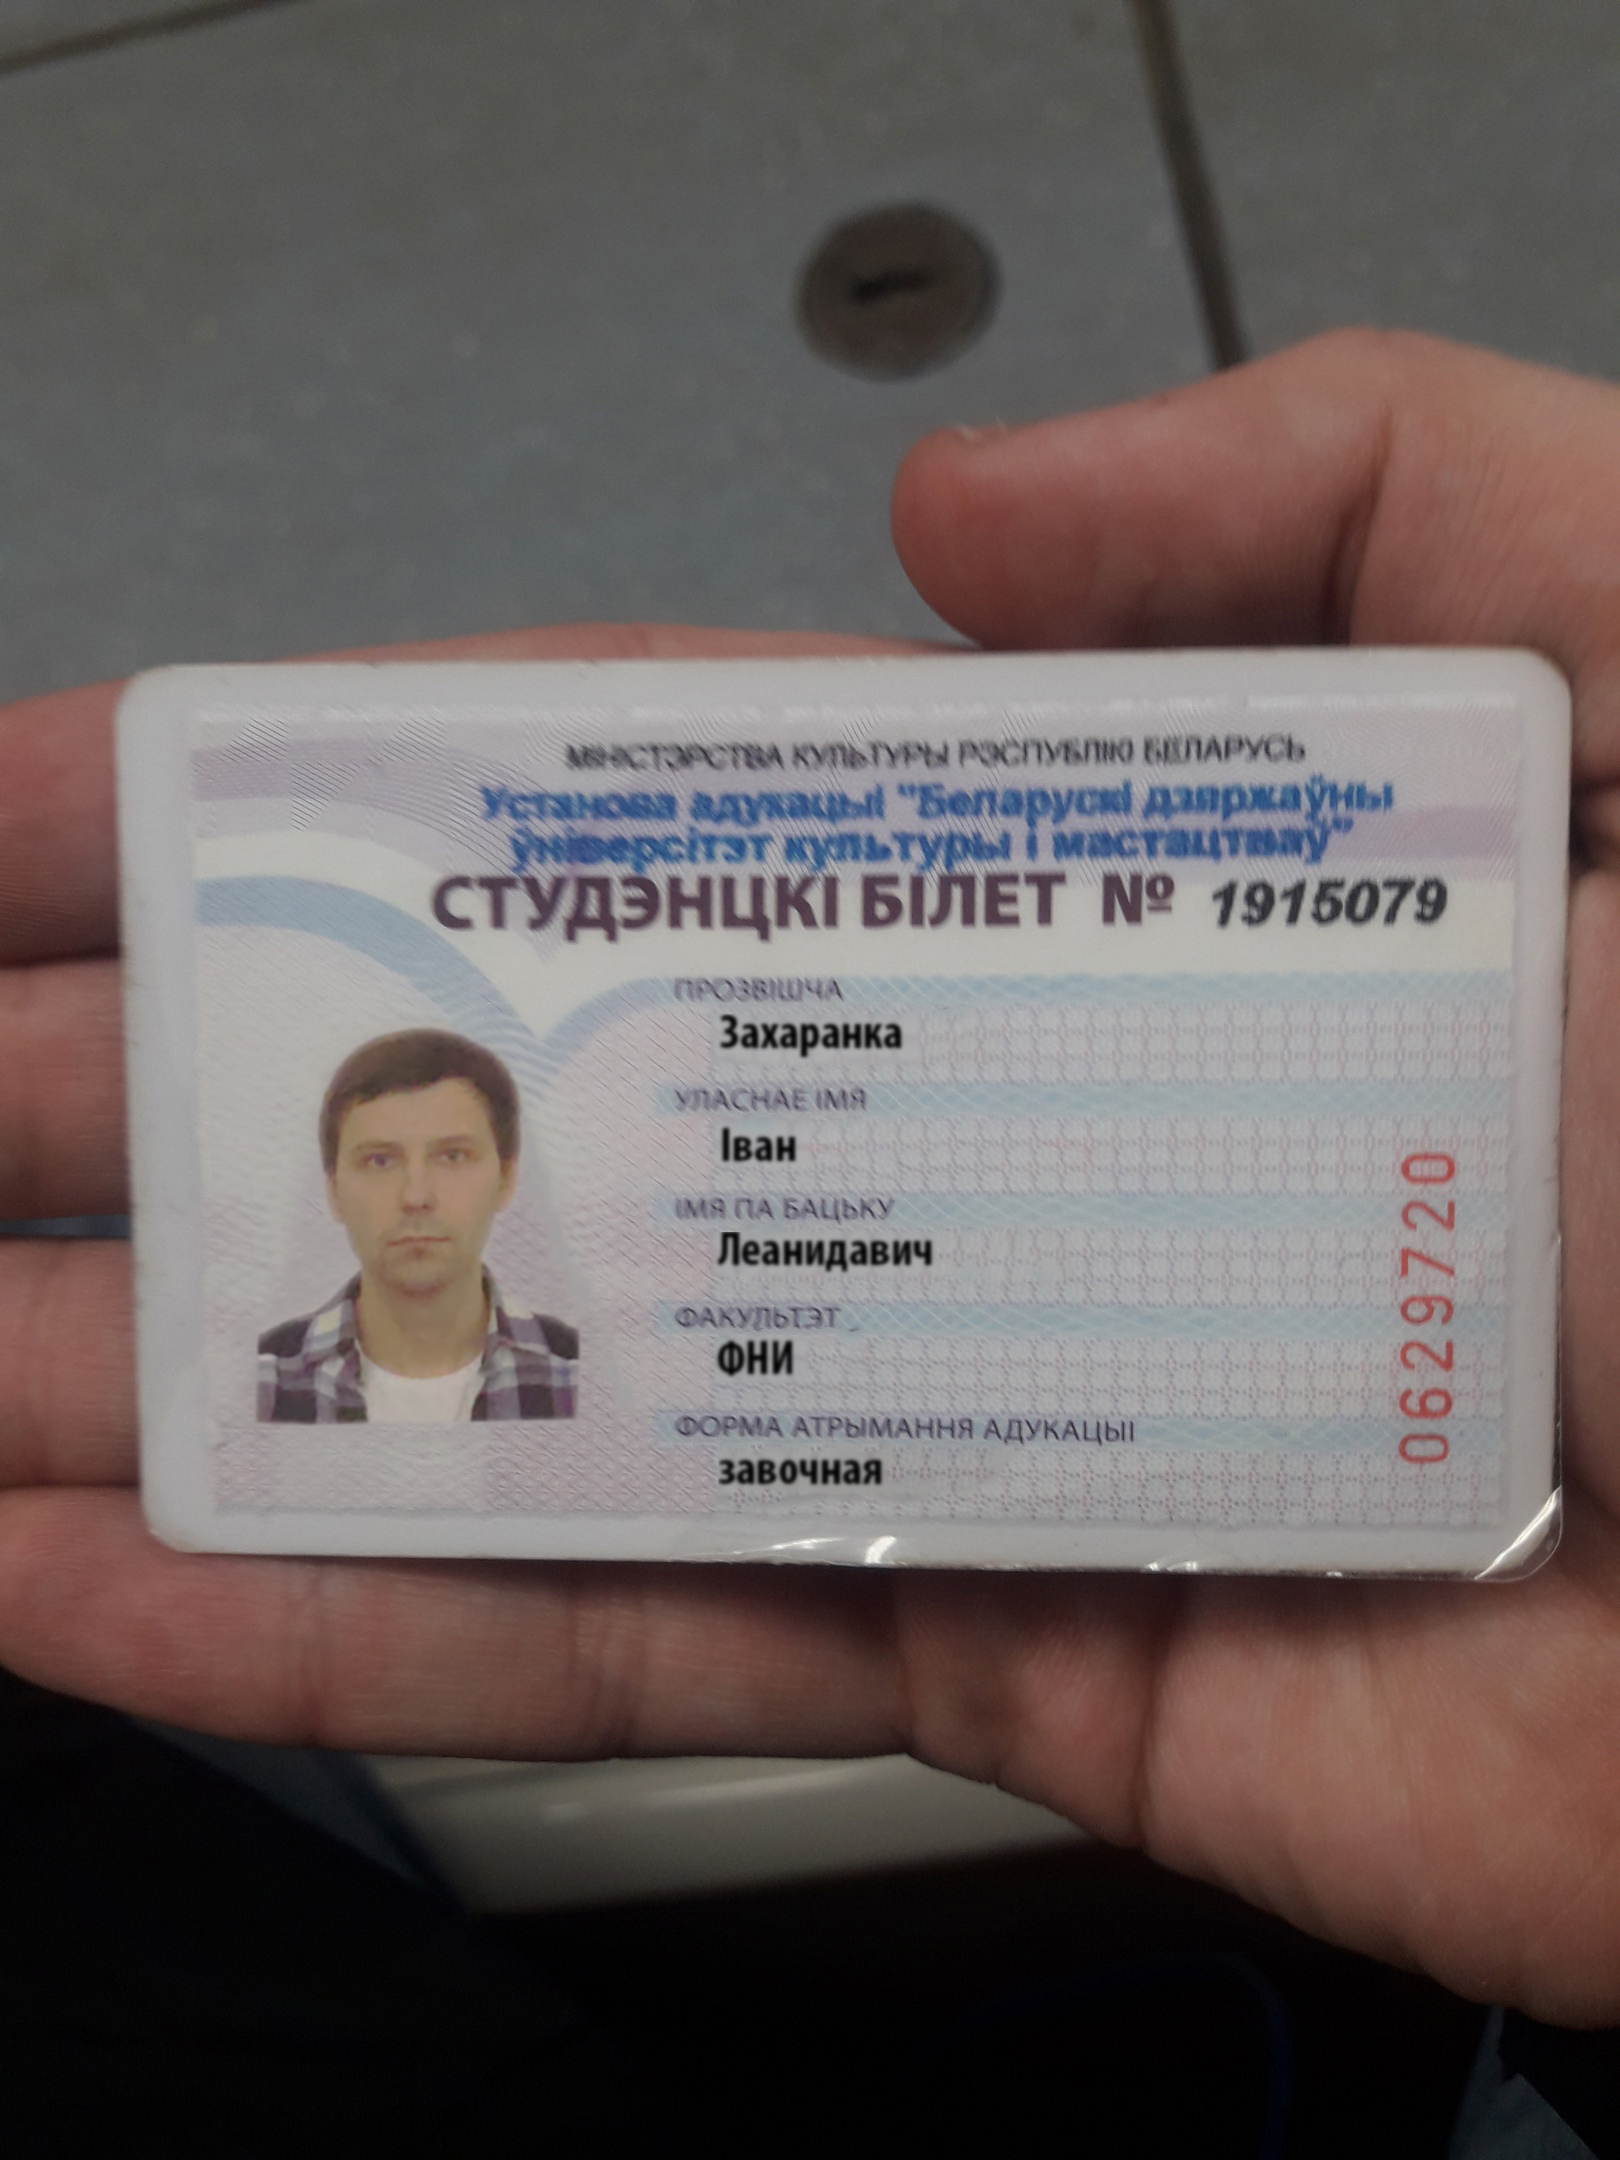 МІНІСТЭРСТВА КУЛЬТУРЫ РЭСПУБЛІКІ БЕЛАРУСЬ
Установа адукацыі "Беларускі дзяржаўны
ўніверсітэт культуры і мастацтваў"
СТУДЭНЦКІ БІЛЕТ № 1915079
ПРОЗВІШЧА
Захаранка
УЛАСНАЕ ІМЯ
Іван
ІМЯ ПА БАЦЬКУ
Леанидавич
ФАКУЛЬТЭТ
ФНИ
ФОРМА АТРЫМАННЯ АДУКАЦЫІ
завочная
0629720